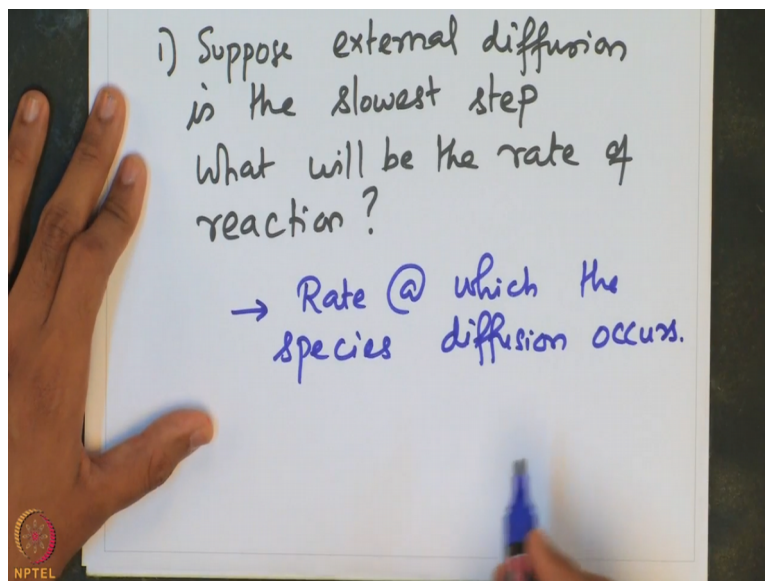 1) Suppose external diffusion
is the slowest step
What will be the rate of
reaction?
→ Rate @ which the
species diffusion occurs.
NPTEL